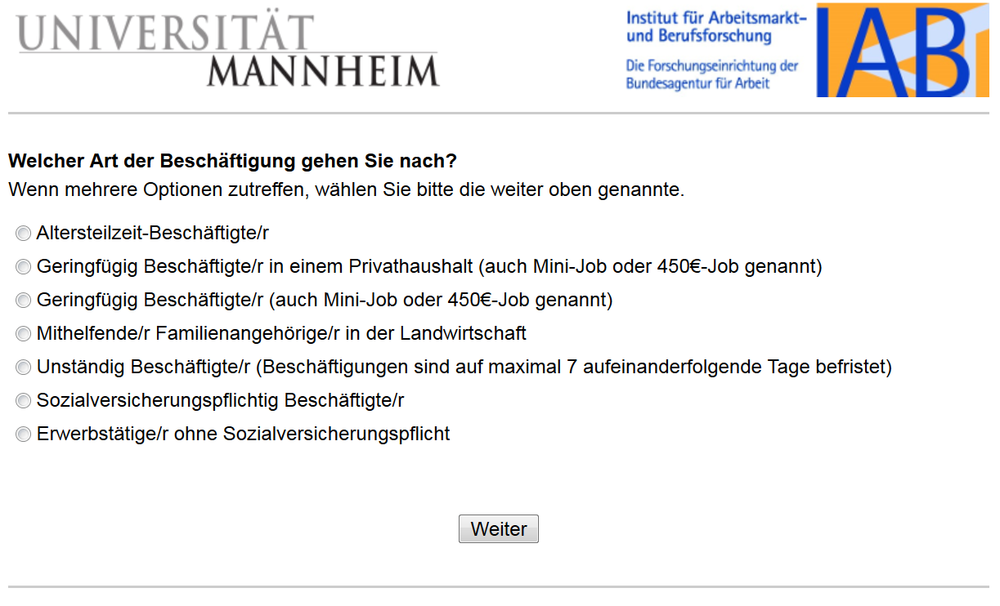 UNIVERSITÄT
MANNHEIM
Institut für Arbeitsmarkt-
und Berufsforschung
Die Forschungseinrichtung der
Bundesagentur für Arbeit
IAB
Welcher Art der Beschäftigung gehen Sie nach?
Wenn mehrere Optionen zutreffen, wählen Sie bitte die weiter oben genannte.
Altersteilzeit-Beschäftigte/r
Geringfügig Beschäftigte/r in einem Privathaushalt (auch Mini-Job oder 450€-Job genannt)
Geringfügig Beschäftigte/r (auch Mini-Job oder 450€-Job genannt)
Mithelfende/r Familienangehörige/r in der Landwirtschaft
Unständig Beschäftigte/r (Beschäftigungen sind auf maximal 7 aufeinanderfolgende Tage befristet)
Sozialversicherungspflichtig Beschäftigte/r
Erwerbstätige/r ohne Sozialversicherungspflicht
Weiter